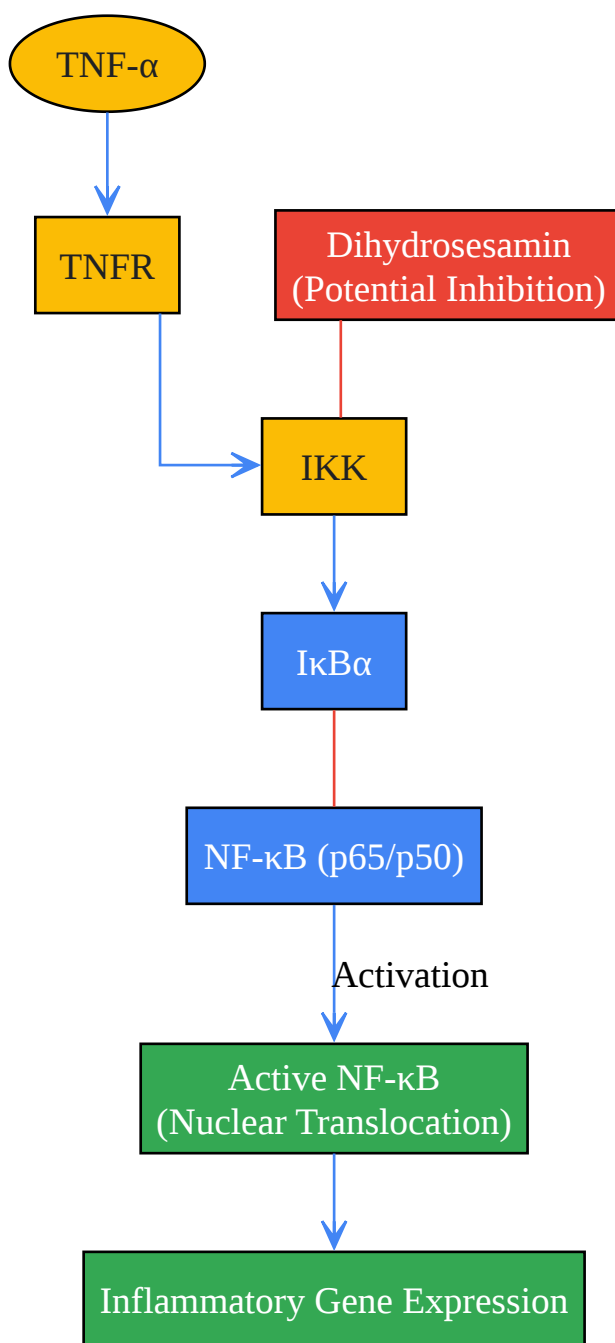 TNF-α
TNFR
Dihydrosesamin
(Potential Inhibition)
IKK
IκBα
NF-κB (p65/p50)
Activation
Active NF-κB
(Nuclear Translocation)
Inflammatory Gene Expression